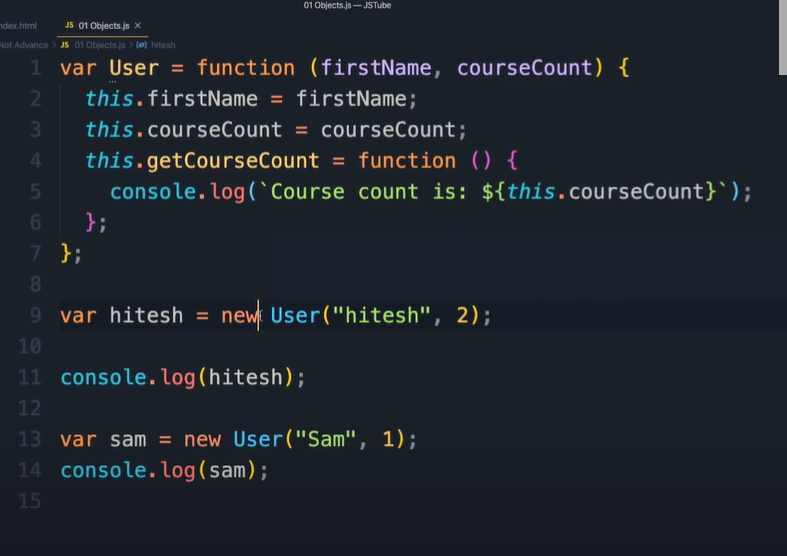 01 Objects.js — JSTube
ndex.html JS 01 Objects.js ×
Not Advance > JS 01 Objects.js > hitesh
1 var User = function (firstName, courseCount) {
2 this.firstName = firstName;
3 this.courseCount = courseCount;
4 this.getCourseCount = function () {
5 console.log(`Course count is: ${this.courseCount}`);
6 };
7 };
8
9 var hitesh = new User("hitesh", 2);
10
11 console.log(hitesh);
12
13 var sam = new User("Sam", 1);
14 console.log(sam);
15